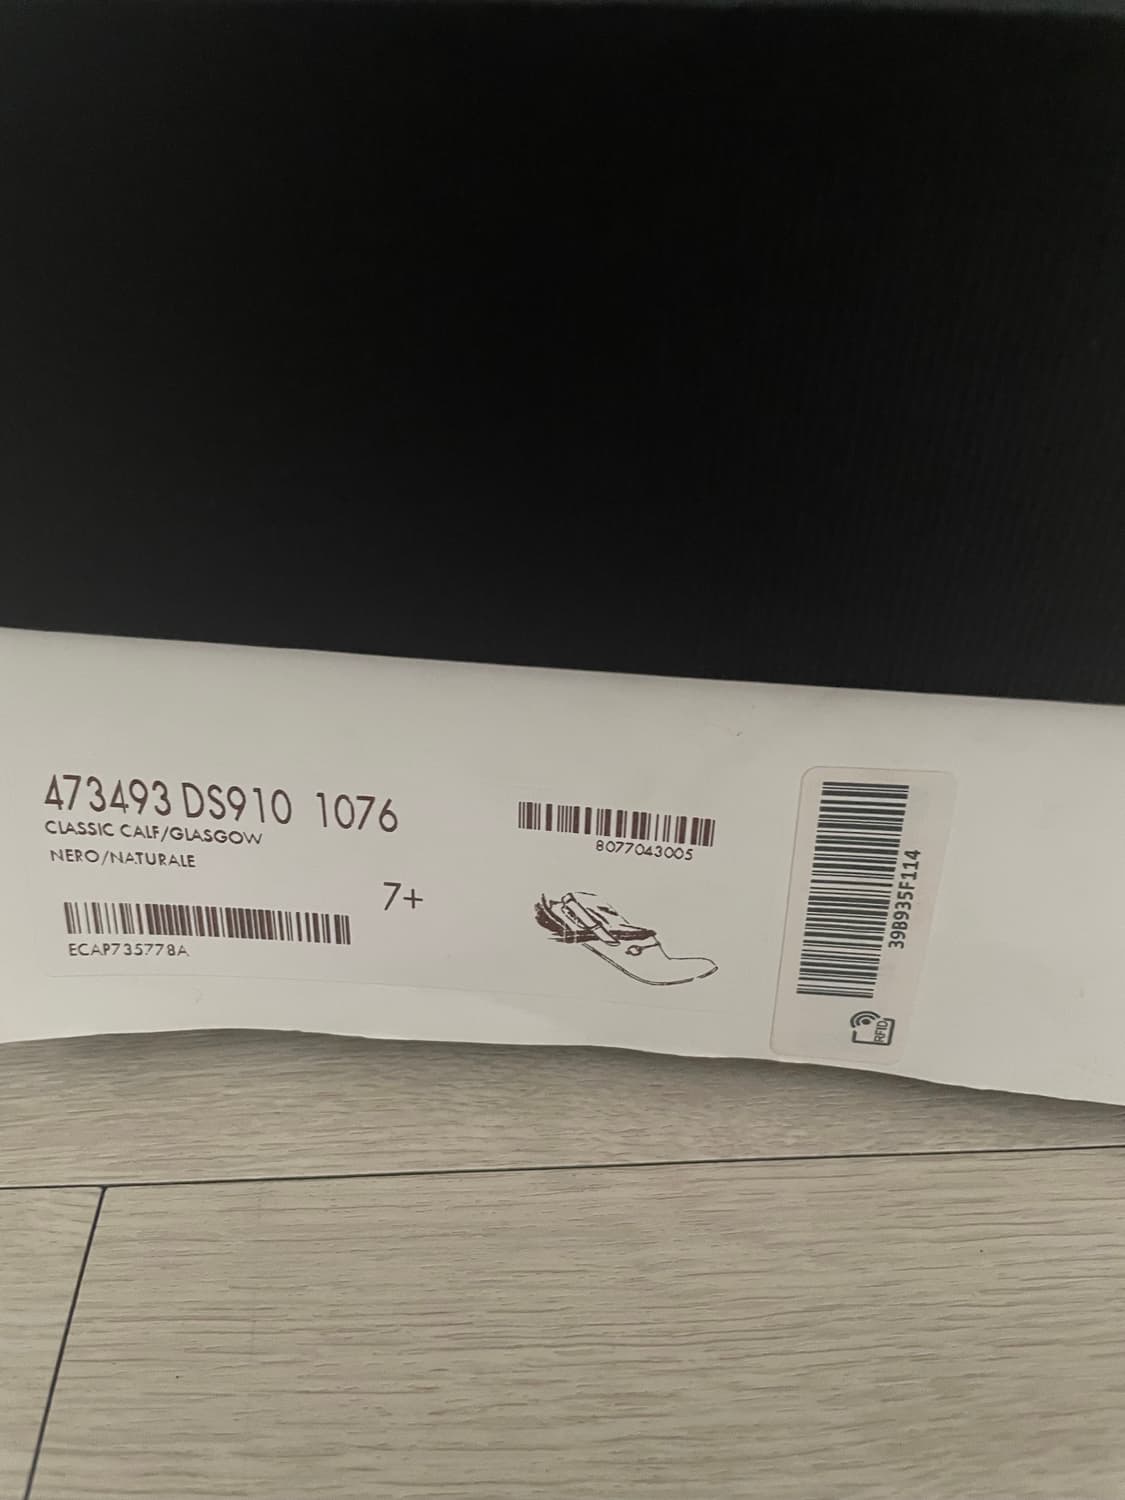 473493 DS910 1076
CLASSIC CALF/GLASGOW
NERO/NATURALE
7+
ECAP735778A
8077043005
39B935F114
RFID